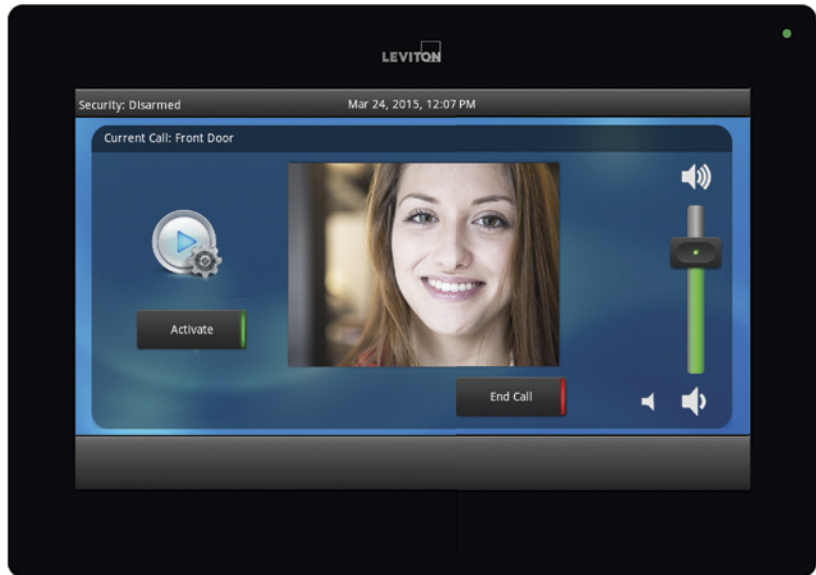 LEVITON
Security: Disarmed
Mar 24, 2015, 12:07 PM
Current Call: Front Door
Activate
End Call